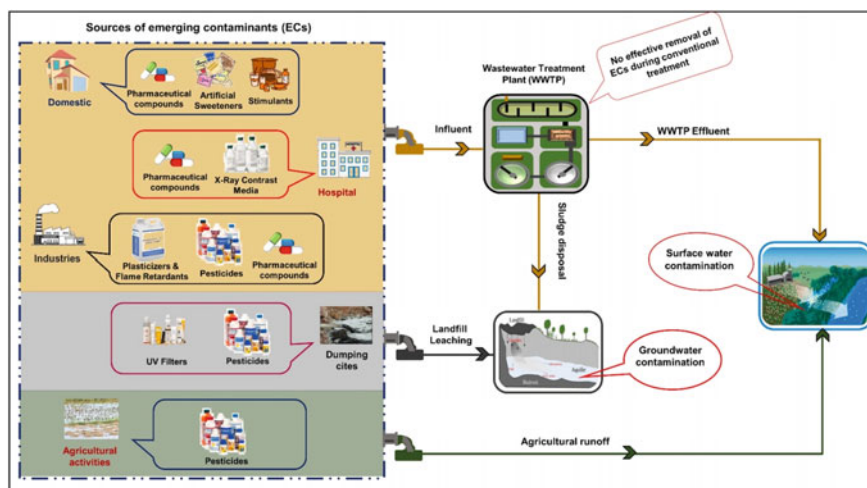 Sources of emerging contaminants (ECs)
Domestic
Pharmaceutical
compounds
Artificial
Sweeteners
Stimulants
Pharmaceutical
compounds
X-Ray Contrast
Media
Hospital
Industries
Plasticizers &
Flame Retardants
Pesticides
Pharmaceutical
compounds
UV Filters
Pesticides
Dumping
cites
Agricultural
activities
Pesticides
Influent
Wastewater Treatment
Plant (WWTP)
No effective removal of
ECs during conventional
treatment
WWTP Effluent
Sludge disposal
Surface water
contamination
Landfill
Leaching
Landfill
Aquifer
Groundwater
contamination
Agricultural runoff